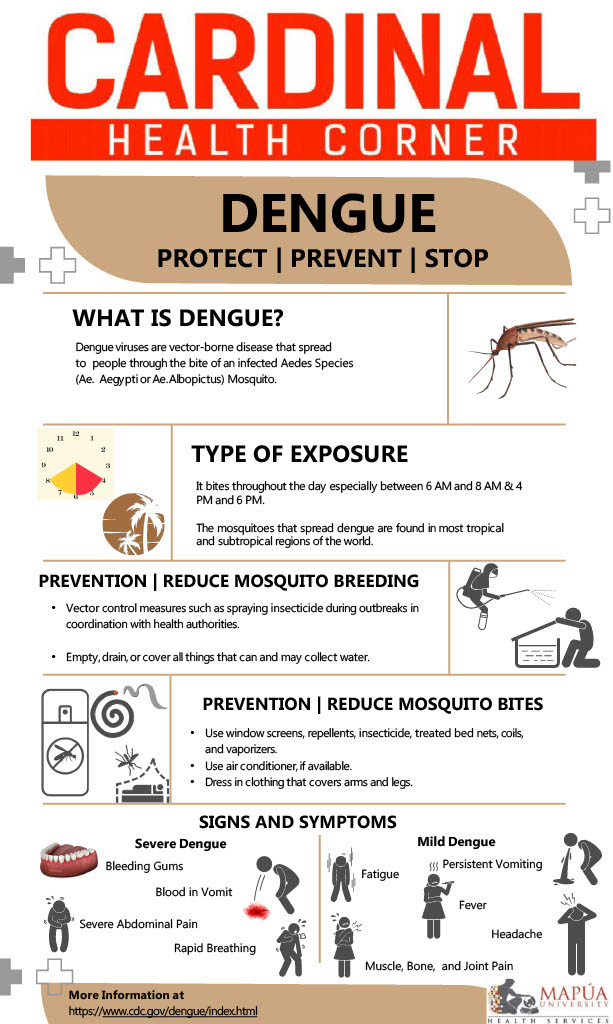 CARDINAL
HEALTH CORNER
DENGUE
PROTECT | PREVENT | STOP
WHAT IS DENGUE?
Dengue viruses are vector-borne disease that spread
to people through the bite of an infected Aedes Species
(Ae. Aegypti or Ae. Albopictus) Mosquito.
12
11
1
10
2
9
3
8
4
7
5
6
TYPE OF EXPOSURE
It bites throughout the day especially between 6 AM and 8 AM & 4
PM and 6 PM.
The mosquitoes that spread dengue are found in most tropical
and subtropical regions of the world.
PREVENTION | REDUCE MOSQUITO BREEDING
• Vector control measures such as spraying insecticide during outbreaks in
coordination with health authorities.
• Empty, drain, or cover all things that can and may collect water.
PREVENTION | REDUCE MOSQUITO BITES
• Use window screens, repellents, insecticide, treated bed nets, coils,
and vaporizers.
• Use air conditioner, if available.
• Dress in clothing that covers arms and legs.
SIGNS AND SYMPTOMS
Severe Dengue
Bleeding Gums
Blood in Vomit
Severe Abdominal Pain
Rapid Breathing
Mild Dengue
Persistent Vomiting
Fatigue
Fever
Headache
Muscle, Bone, and Joint Pain
More Information at
https://www.cdc.gov/dengue/index.html
MAPÚA
UNIVERSITY
HEALTH SERVICES